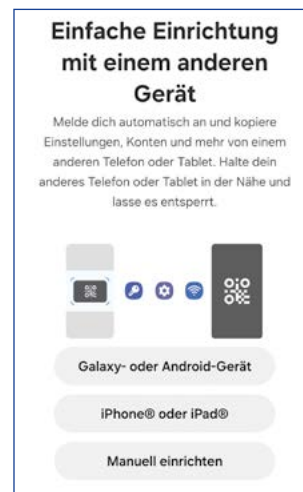 Einfache Einrichtung
mit einem anderen
Gerät
Melde dich automatisch an und kopiere
Einstellungen, Konten und mehr von einem
anderen Telefon oder Tablet. Halte dein
anderes Telefon oder Tablet in der Nähe und
lasse es entsperrt.
Galaxy- oder Android-Gerät
iPhone® oder iPad®
Manuell einrichten